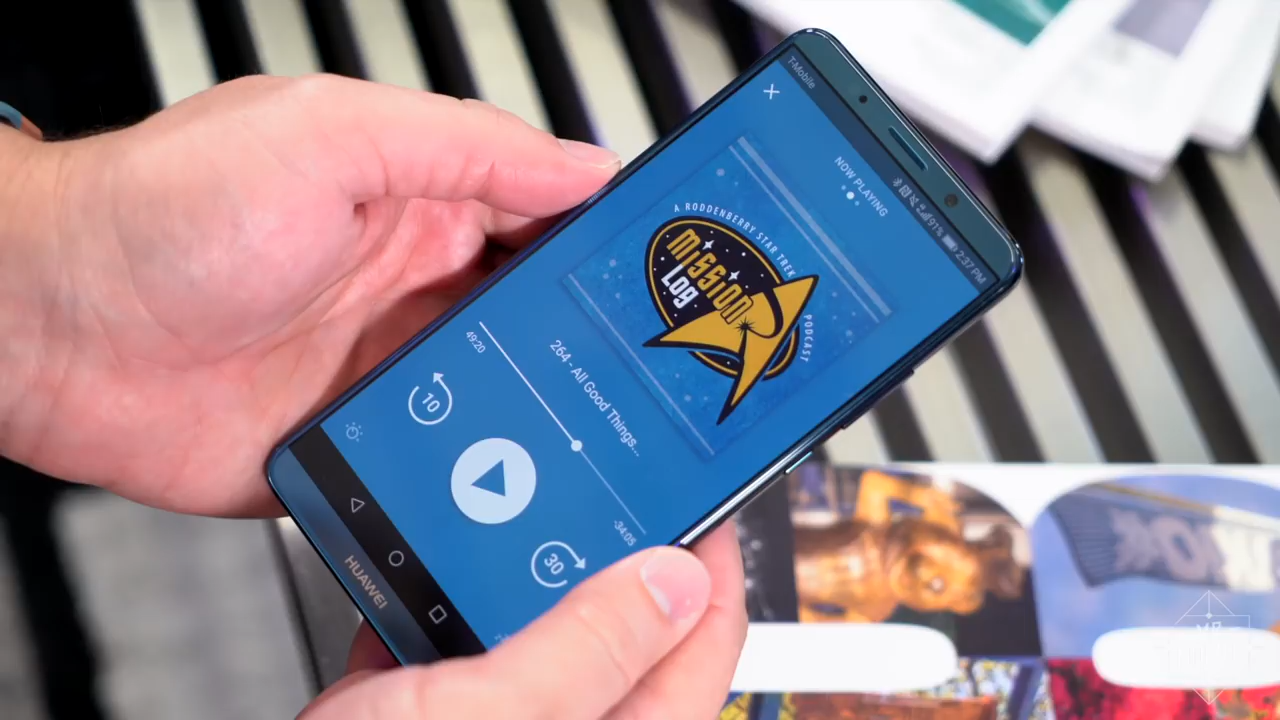 T-Mobile
91% 2:37 PM
NOW PLAYING
A RODDENBERRY STAR TREK
PODCAST
MISSION
LOG
264 - All Good Things...
49:20
-34:05
10
30
HUAWEI